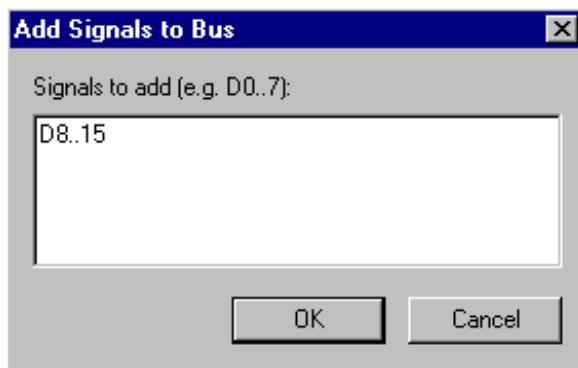 Add Signals to Bus
Signals to add (e.g. D0..7):
D8..15
OK
Cancel